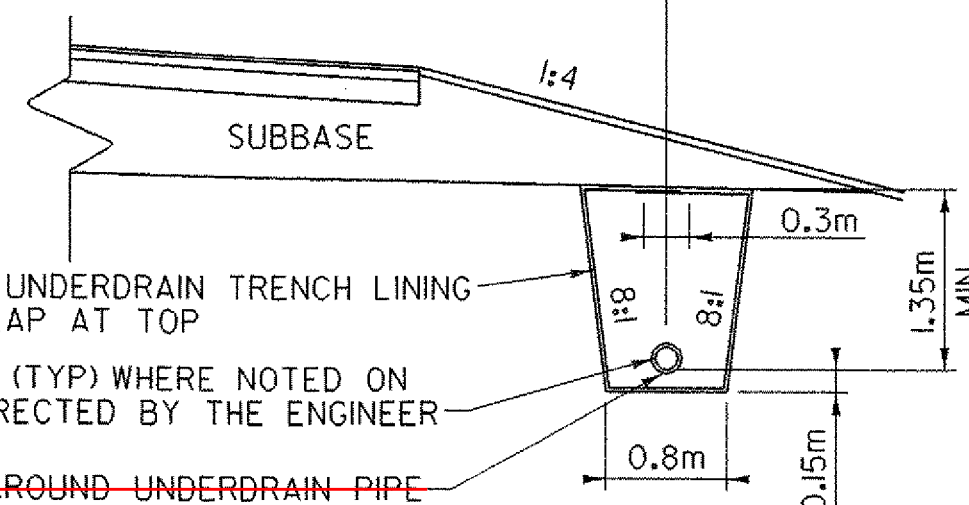 1:4
SUBBASE
0.3m
UNDERDRAIN TRENCH LINING
AP AT TOP
1:8
8:1
1.35m
MIN
(TYP) WHERE NOTED ON
RECTED BY THE ENGINEER
0.8m
0.15m
ROUND UNDERDRAIN PIPE